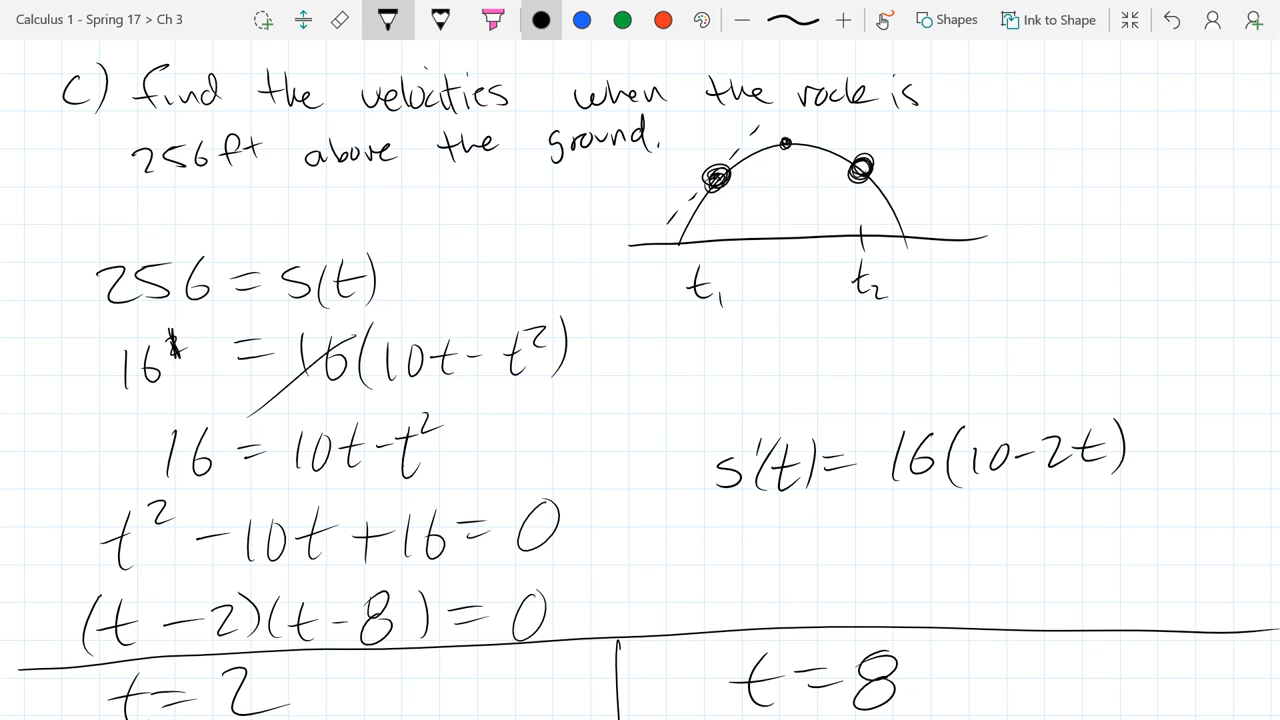 Calculus 1 - Spring 17 > Ch 3
Shapes
Ink to Shape
c) find the velocities when the rock is
256ft above the ground.
t₁ t₂
256 = s(t)
16 = 16(10t - t²)
16 = 10t - t²
s'(t) = 16(10 - 2t)
t² - 10t + 16 = 0
(t - 2)(t - 8) = 0
t = 2
t = 8